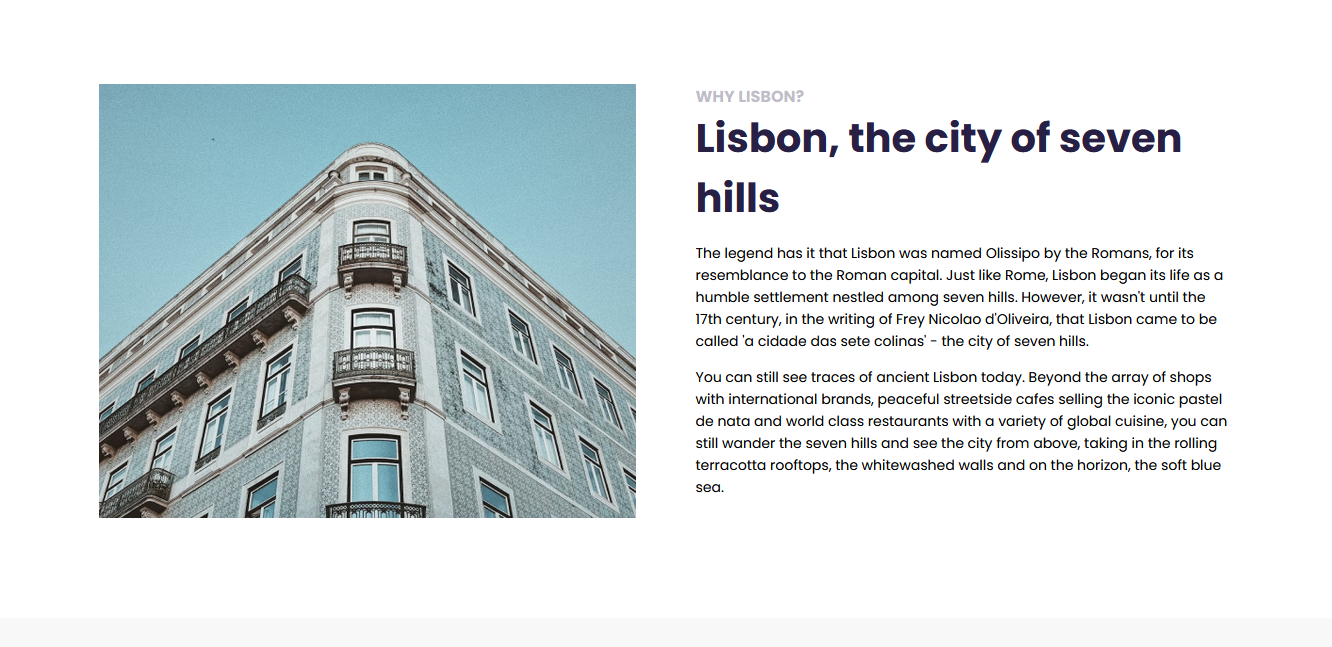 WHY LISBON?
Lisbon, the city of seven
hills
The legend has it that Lisbon was named Olissipo by the Romans, for its
resemblance to the Roman capital. Just like Rome, Lisbon began its life as a
humble settlement nestled among seven hills. However, it wasn't until the
17th century, in the writing of Frey Nicolao d'Oliveira, that Lisbon came to be
called 'a cidade das sete colinas' - the city of seven hills.
You can still see traces of ancient Lisbon today. Beyond the array of shops
with international brands, peaceful streetside cafes selling the iconic pastel
de nata and world class restaurants with a variety of global cuisine, you can
still wander the seven hills and see the city from above, taking in the rolling
terracotta rooftops, the whitewashed walls and on the horizon, the soft blue
sea.